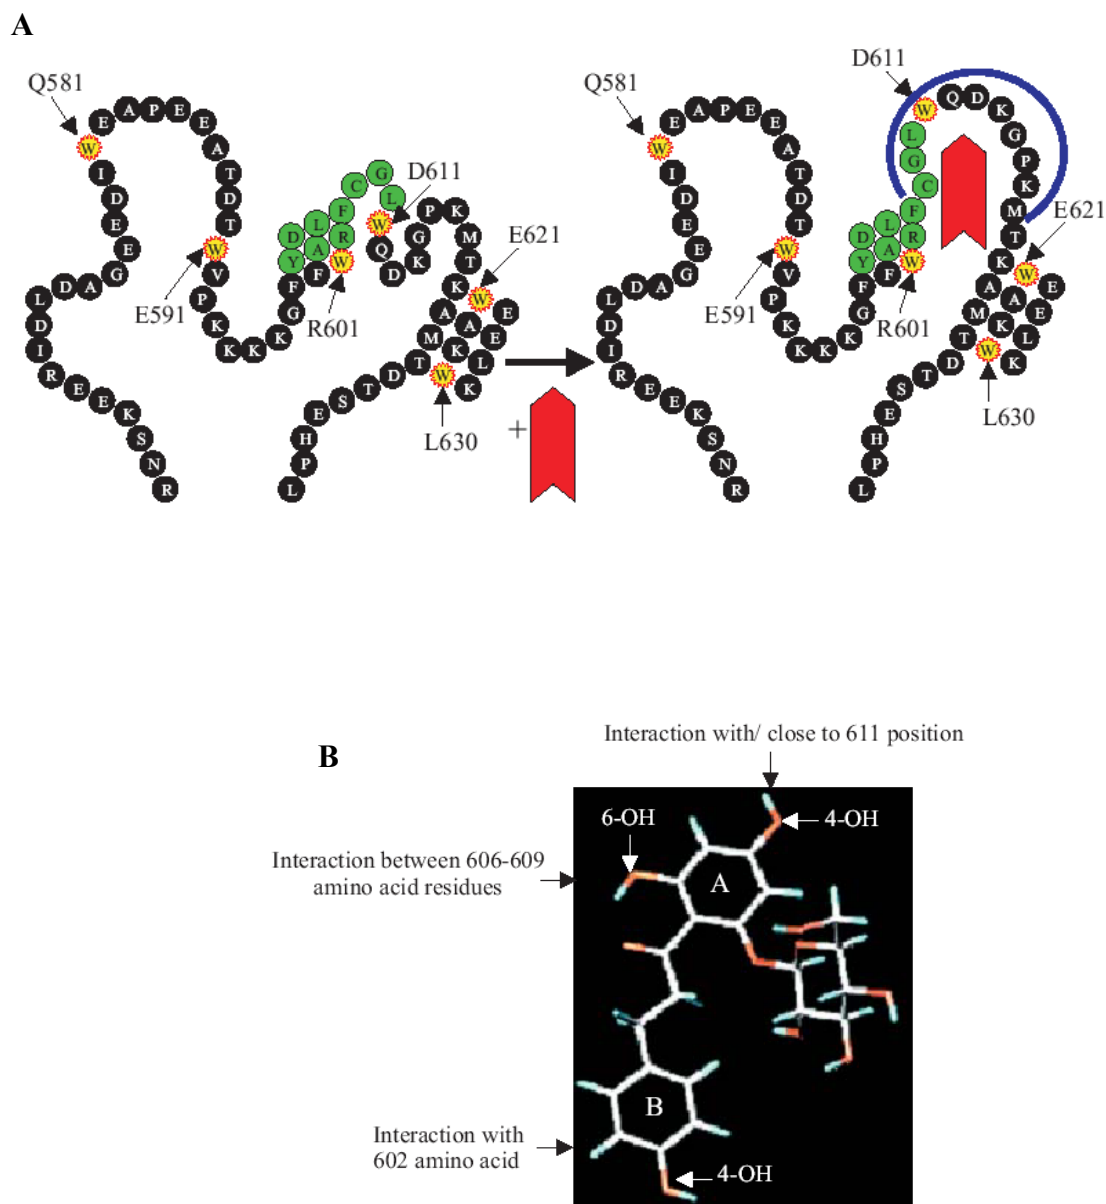 A
Q581
W E A P E E A T D T W V P K K K G F F W
I D E E G A D L D I R E E K S N R
D L F C G L
Y A R
D611
W Q D K G P K M T K W
E621
A A E
M K E
T W K L
D T S E H P L
E591
R601
L630
+
Q581
W E A P E E A T D T W V P K K K G F F W
I D E E G A D L D I R E E K S N R
D L F C G L
Y A R
D611
W Q D K G P K M T K W
E621
A A E
M K E
T W K L
D T S E H P L
E591
R601
L630
B
Interaction with/ close to 611 position
6-OH
4-OH
A
Interaction between 606-609
amino acid residues
B
Interaction with
602 amino acid
4-OH